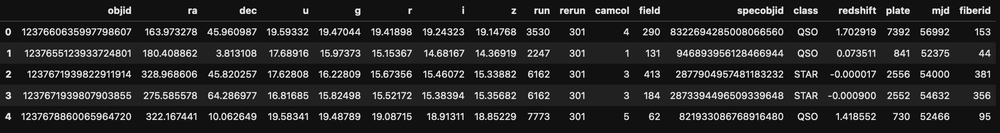 objid ra dec u g r i z run rerun camcol field specobjid class redshift plate mjd fiberid
0 1237660635997798607 163.973278 45.960987 19.59332 19.47044 19.41898 19.24323 19.14768 3530 301 4 290 8322694285008066560 QSO 1.702919 7392 56992 153
1 1237655123933724801 180.408862 3.813108 17.68916 15.97373 15.15367 14.68167 14.36919 2247 301 1 131 946893956128466944 QSO 0.073511 841 52375 44
2 1237671939822911914 328.968606 45.820257 17.62808 16.22809 15.67356 15.46072 15.33882 6162 301 3 413 2877904957481183232 STAR -0.000017 2556 54000 381
3 1237671939807903855 275.585578 64.286977 16.81685 15.82498 15.52172 15.38394 15.35682 6162 301 3 184 2873394496509339648 STAR -0.000900 2552 54632 356
4 1237678860065964720 322.167441 10.062649 19.58341 19.48789 19.08715 18.91311 18.85229 7773 301 5 62 821933086768916480 QSO 1.418552 730 52466 95